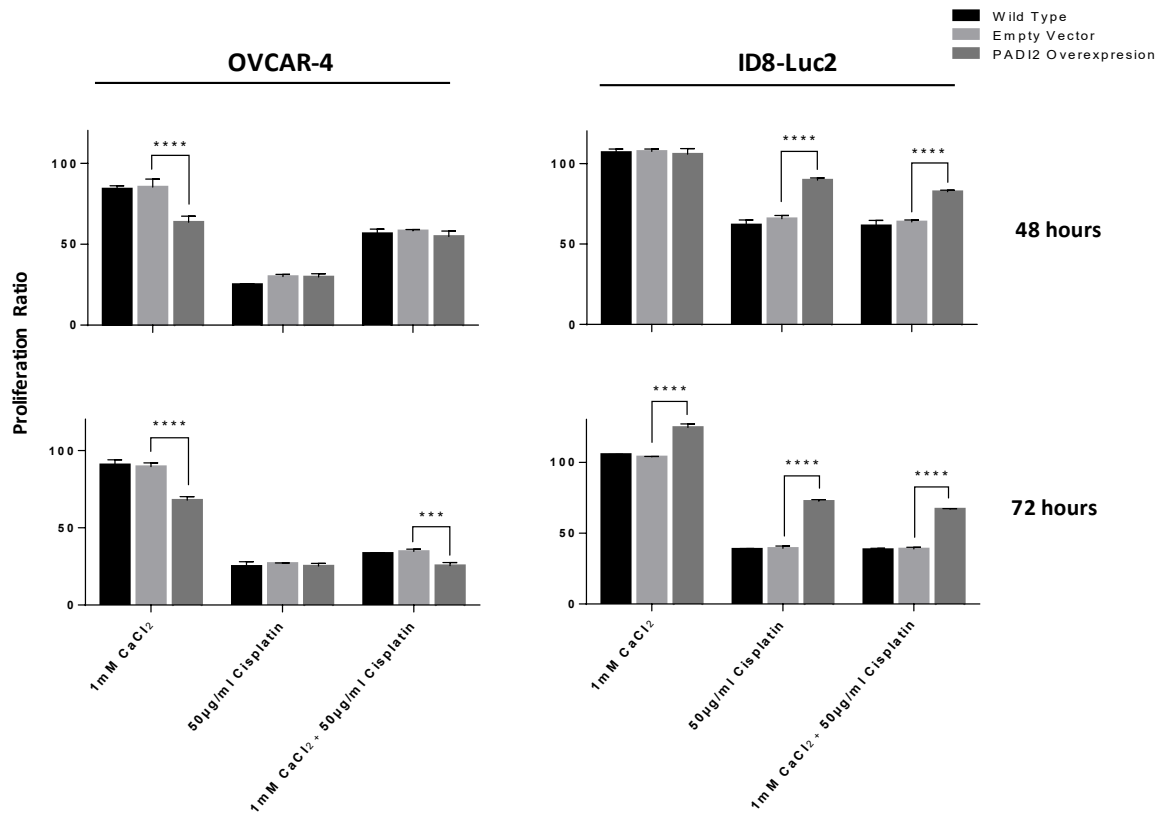 Wild Type
Empty Vector
PADI2 Overexpresion
OVCAR-4
ID8-Luc2
Proliferation Ratio
100
50
0
****
100
50
0
****
****
48 hours
100
50
0
****
***
100
50
0
****
****
****
72 hours
1mM CaCl₂
50µg/ml Cisplatin
1mM CaCl₂ + 50µg/ml Cisplatin
1mM CaCl₂
50µg/ml Cisplatin
1mM CaCl₂ + 50µg/ml Cisplatin